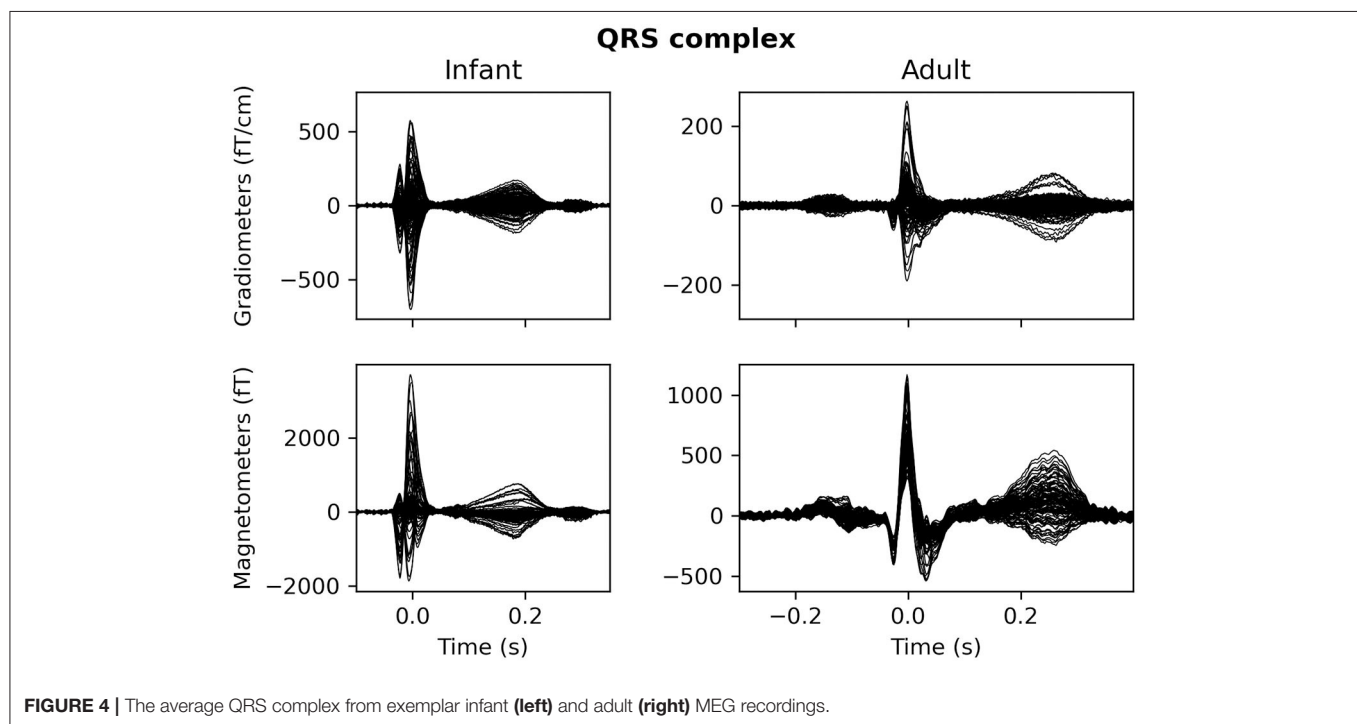 QRS complex
Infant
Adult
Gradiometers (fT/cm)
500
0
−500
200
0
−200
Magnetometers (fT)
2000
0
−2000
1000
500
0
−500
0.0 0.2
−0.2 0.0 0.2
Time (s)
Time (s)
FIGURE 4 | The average QRS complex from exemplar infant (left) and adult (right) MEG recordings.